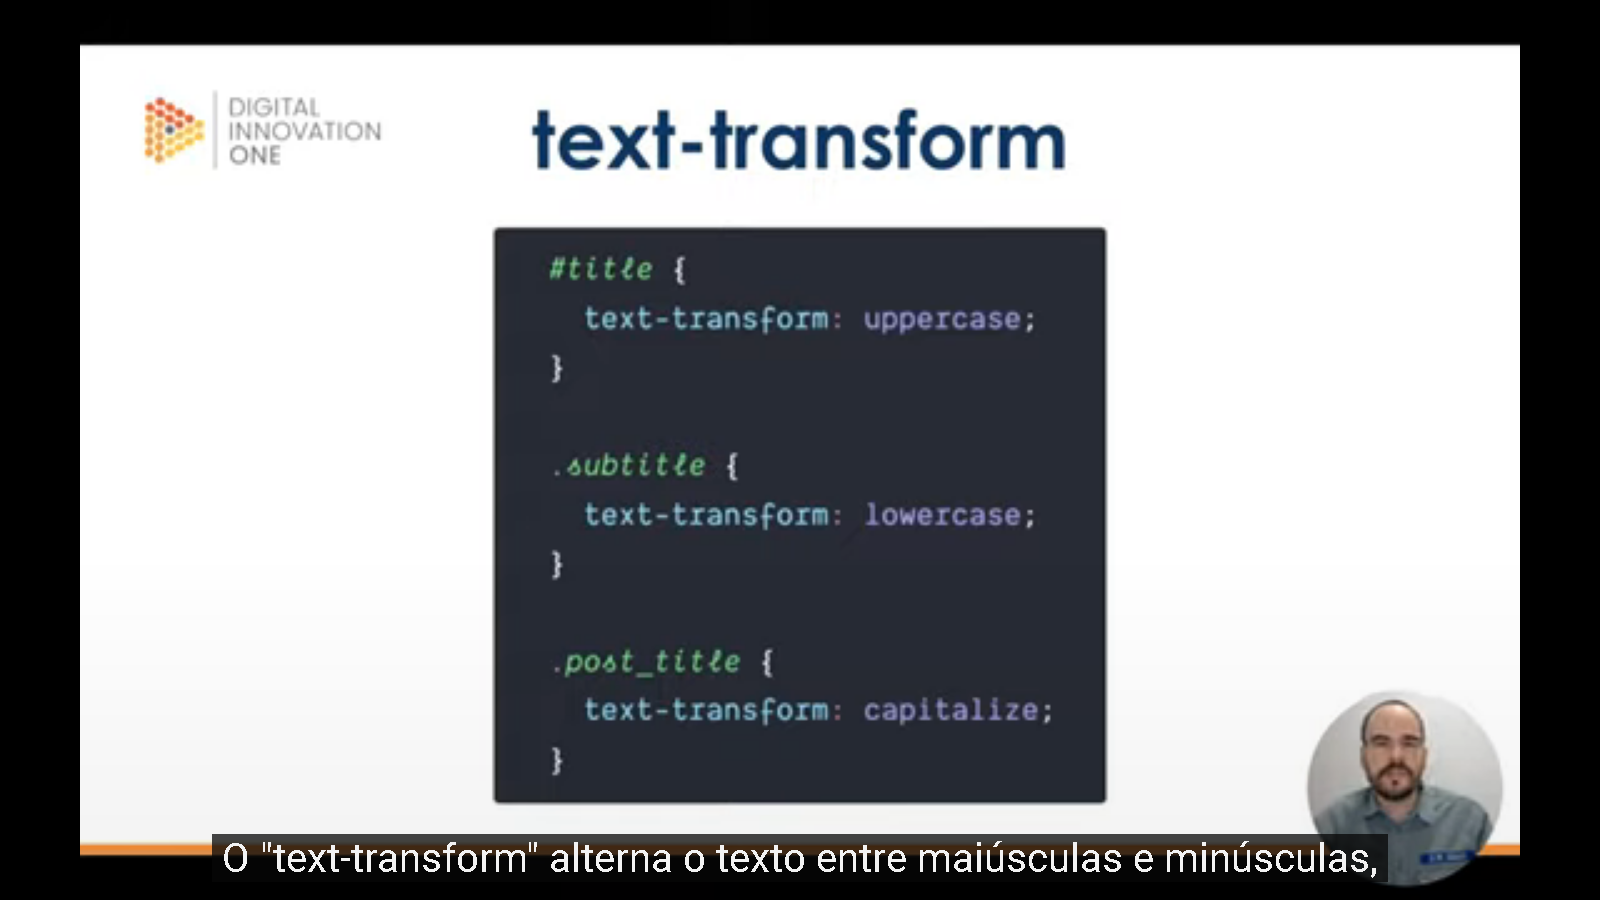 DIGITAL
INNOVATION
ONE
text-transform
#title {
text-transform: uppercase;
}
.subtitle {
text-transform: lowercase;
}
.post_title {
text-transform: capitalize;
}
O "text-transform" alterna o texto entre maiúsculas e minúsculas,